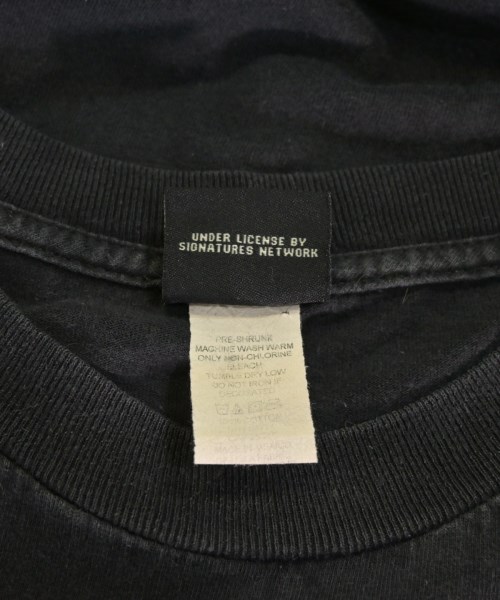 UNDER LICENSE BY
SIGNATURES NETWORK
PRE-SHRUNK
MACHINE WASH WARM
ONLY NON-CHLORINE
BLEACH
TUMBLE DRY LOW
DO NOT IRON IF
DECORATED